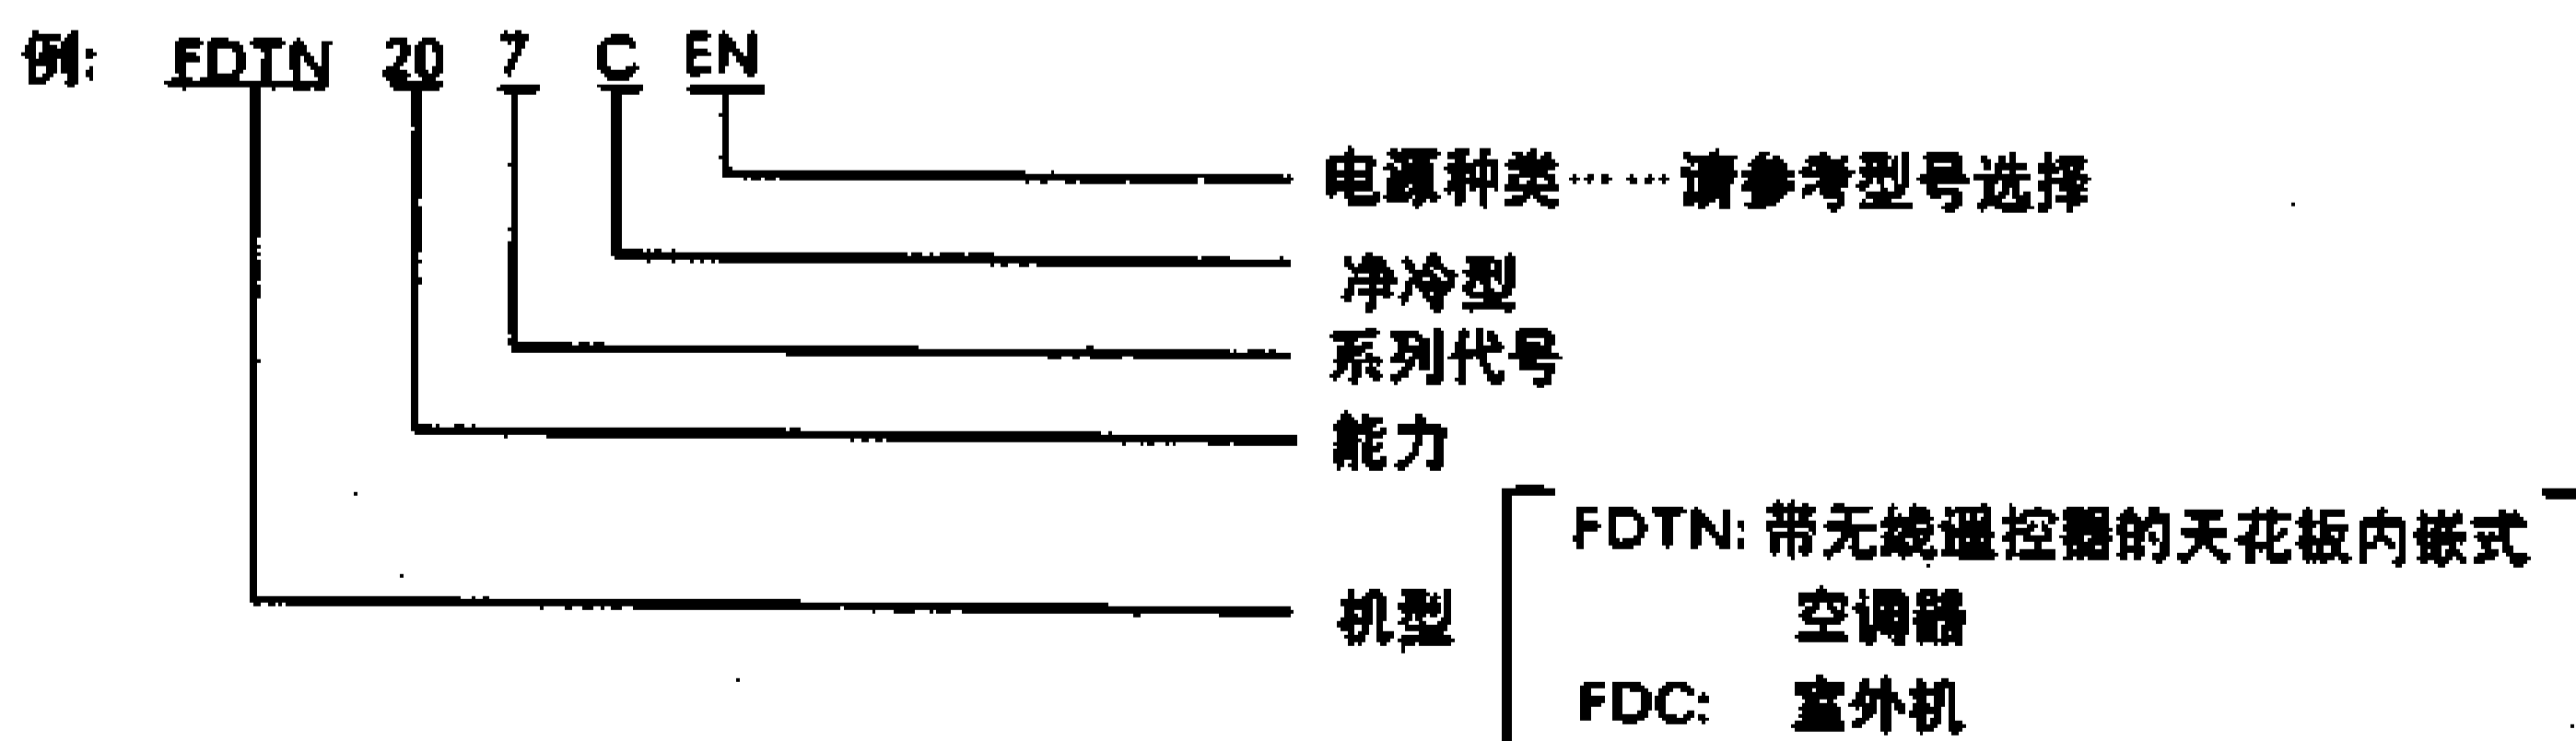 例: FDTN 20 7 C EN
电源种类……请参考型号选择
净冷型
系列代号
能力
机型
FDTN: 带无线遥控器的天花板内嵌式
空调器
FDC: 室外机